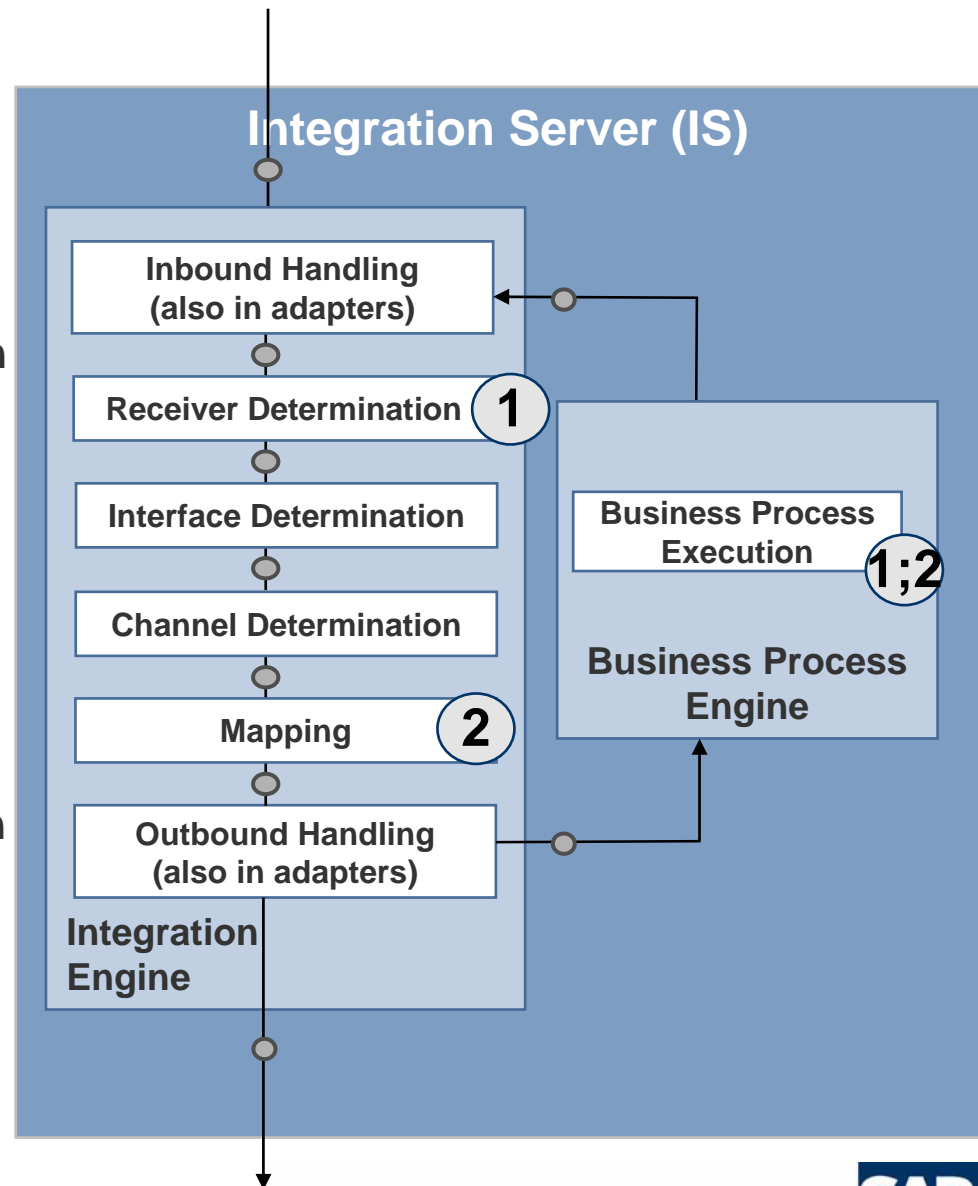 Integration Server (IS)
Inbound Handling
(also in adapters)
n
Receiver Determination
1
Interface Determination
Channel Determination
Mapping
2
n
Outbound Handling
(also in adapters)
Integration
Engine
Business Process
Execution
1;2
Business Process
Engine